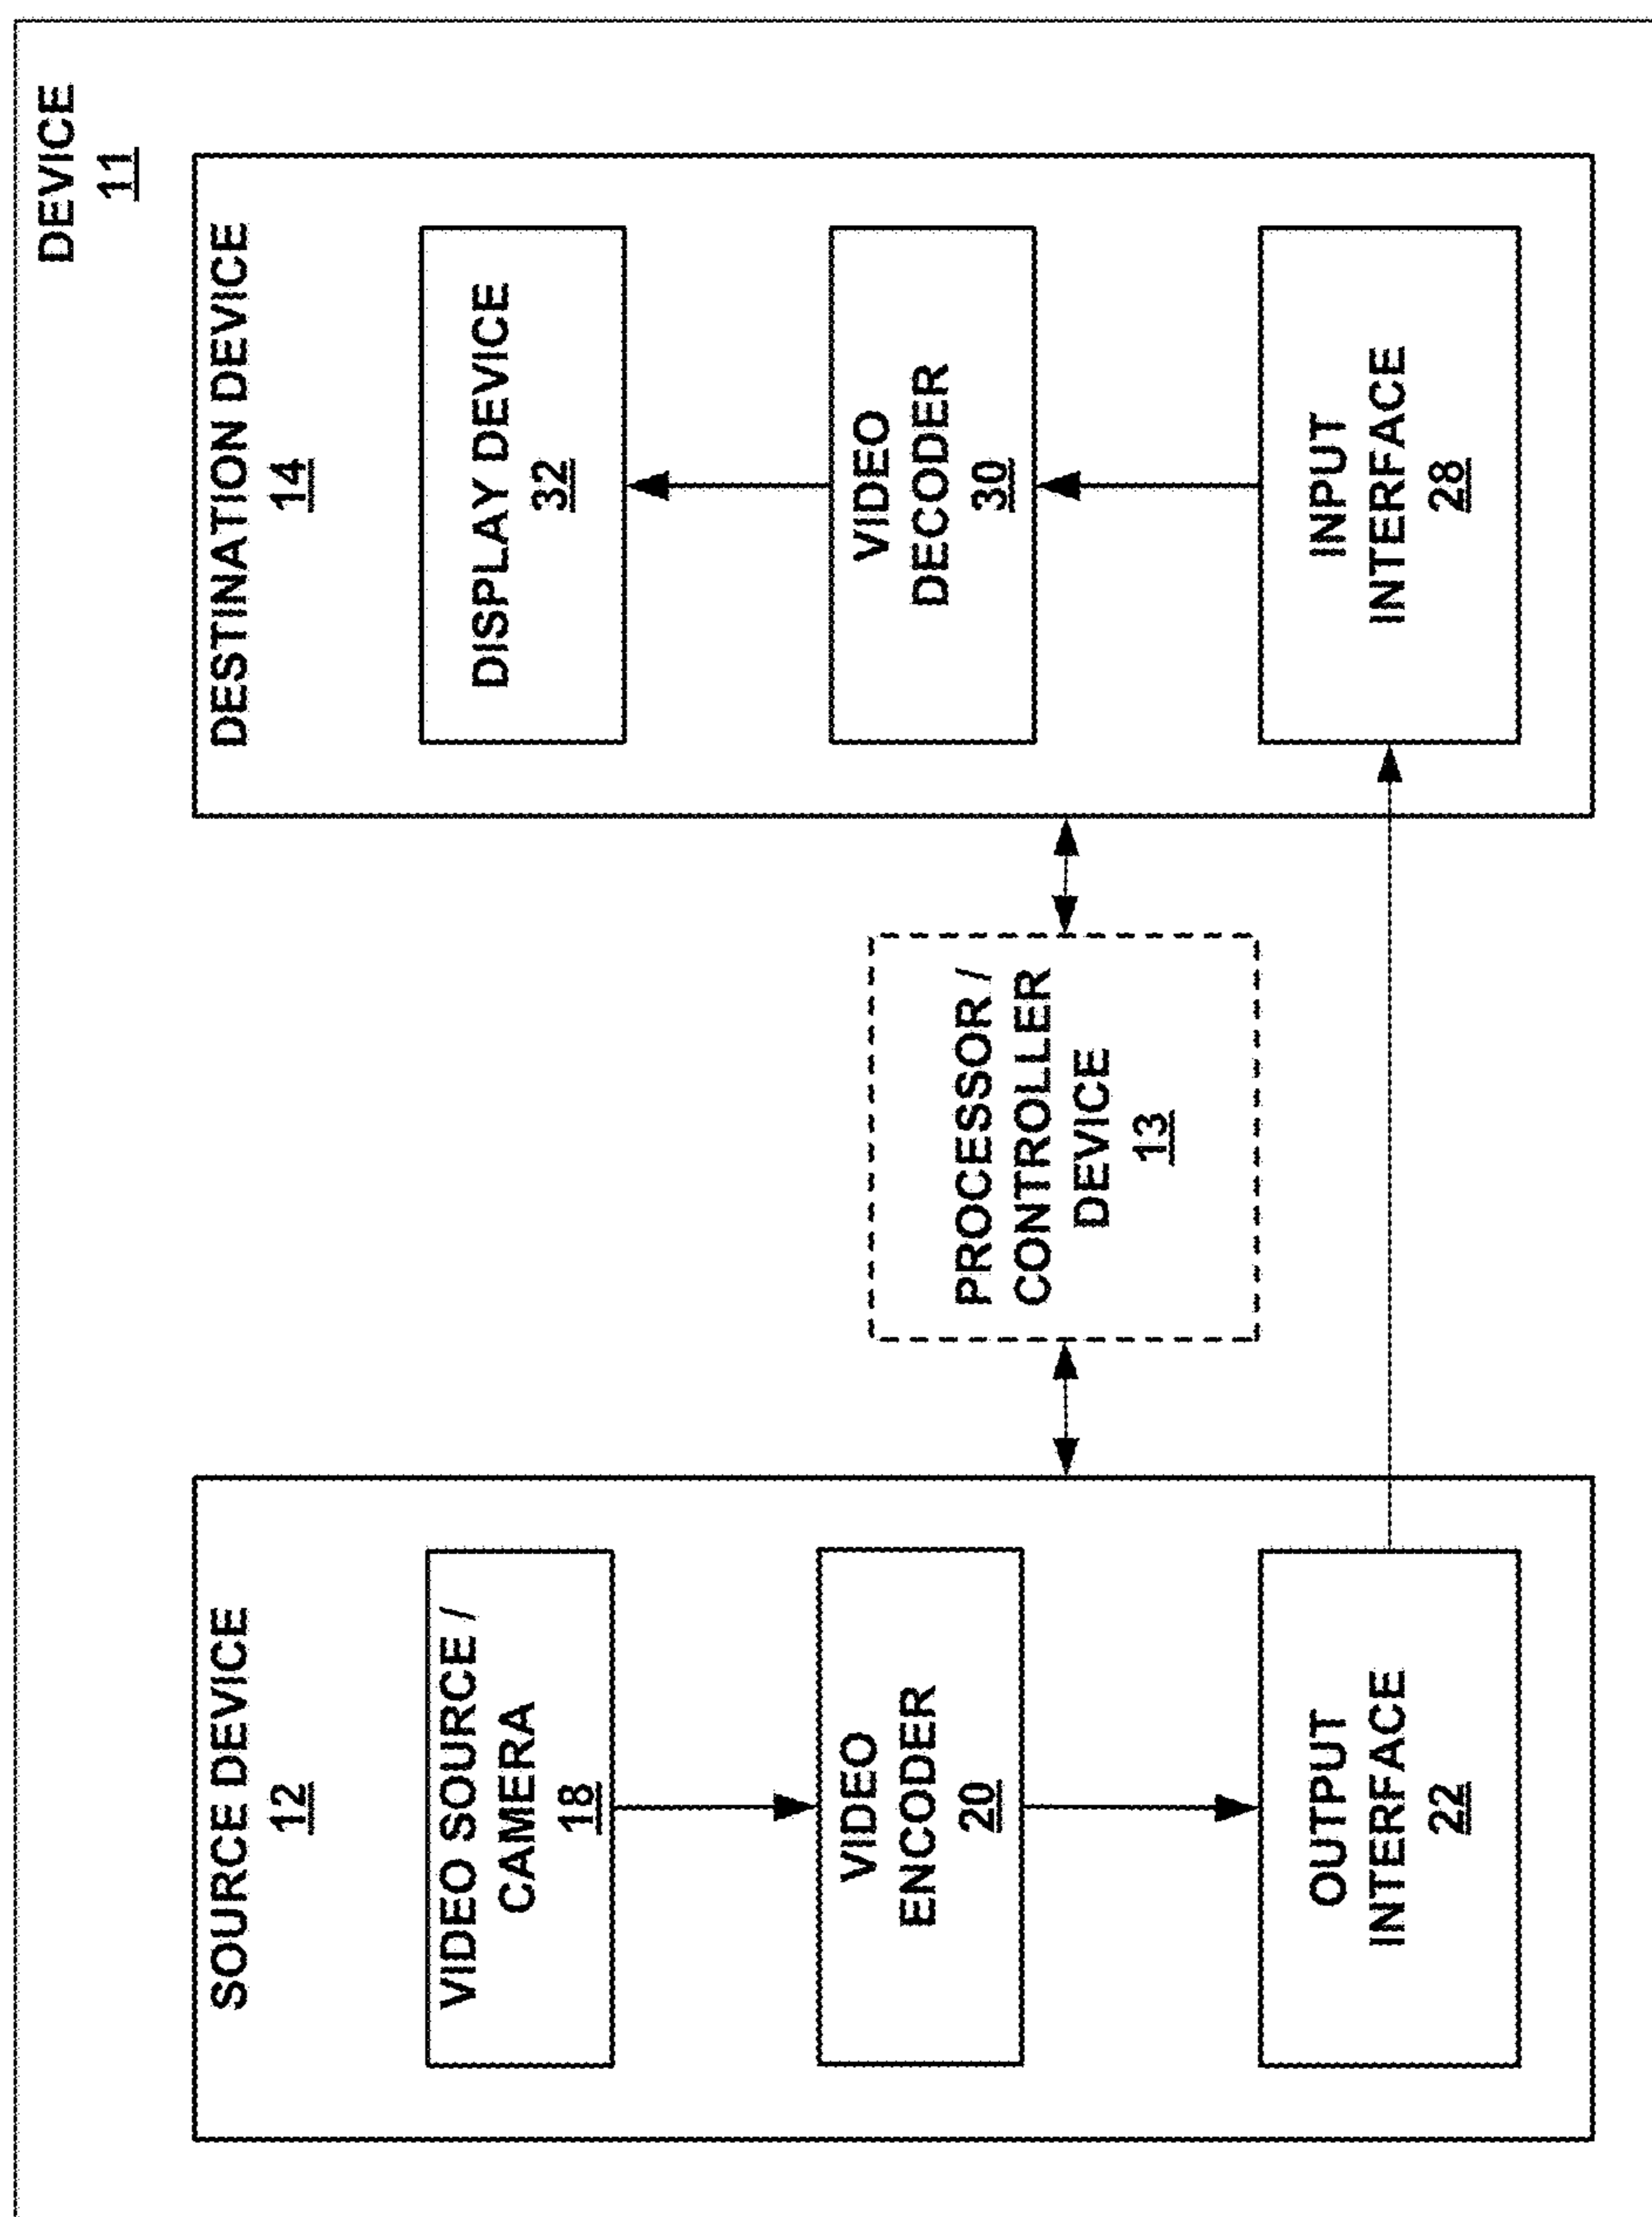 DEVICE
11
SOURCE DEVICE
12
VIDEO SOURCE /
CAMERA
18
VIDEO
ENCODER
20
OUTPUT
INTERFACE
22
PROCESSOR /
CONTROLLER
DEVICE
13
DESTINATION DEVICE
14
DISPLAY DEVICE
32
VIDEO
DECODER
30
INPUT
INTERFACE
28